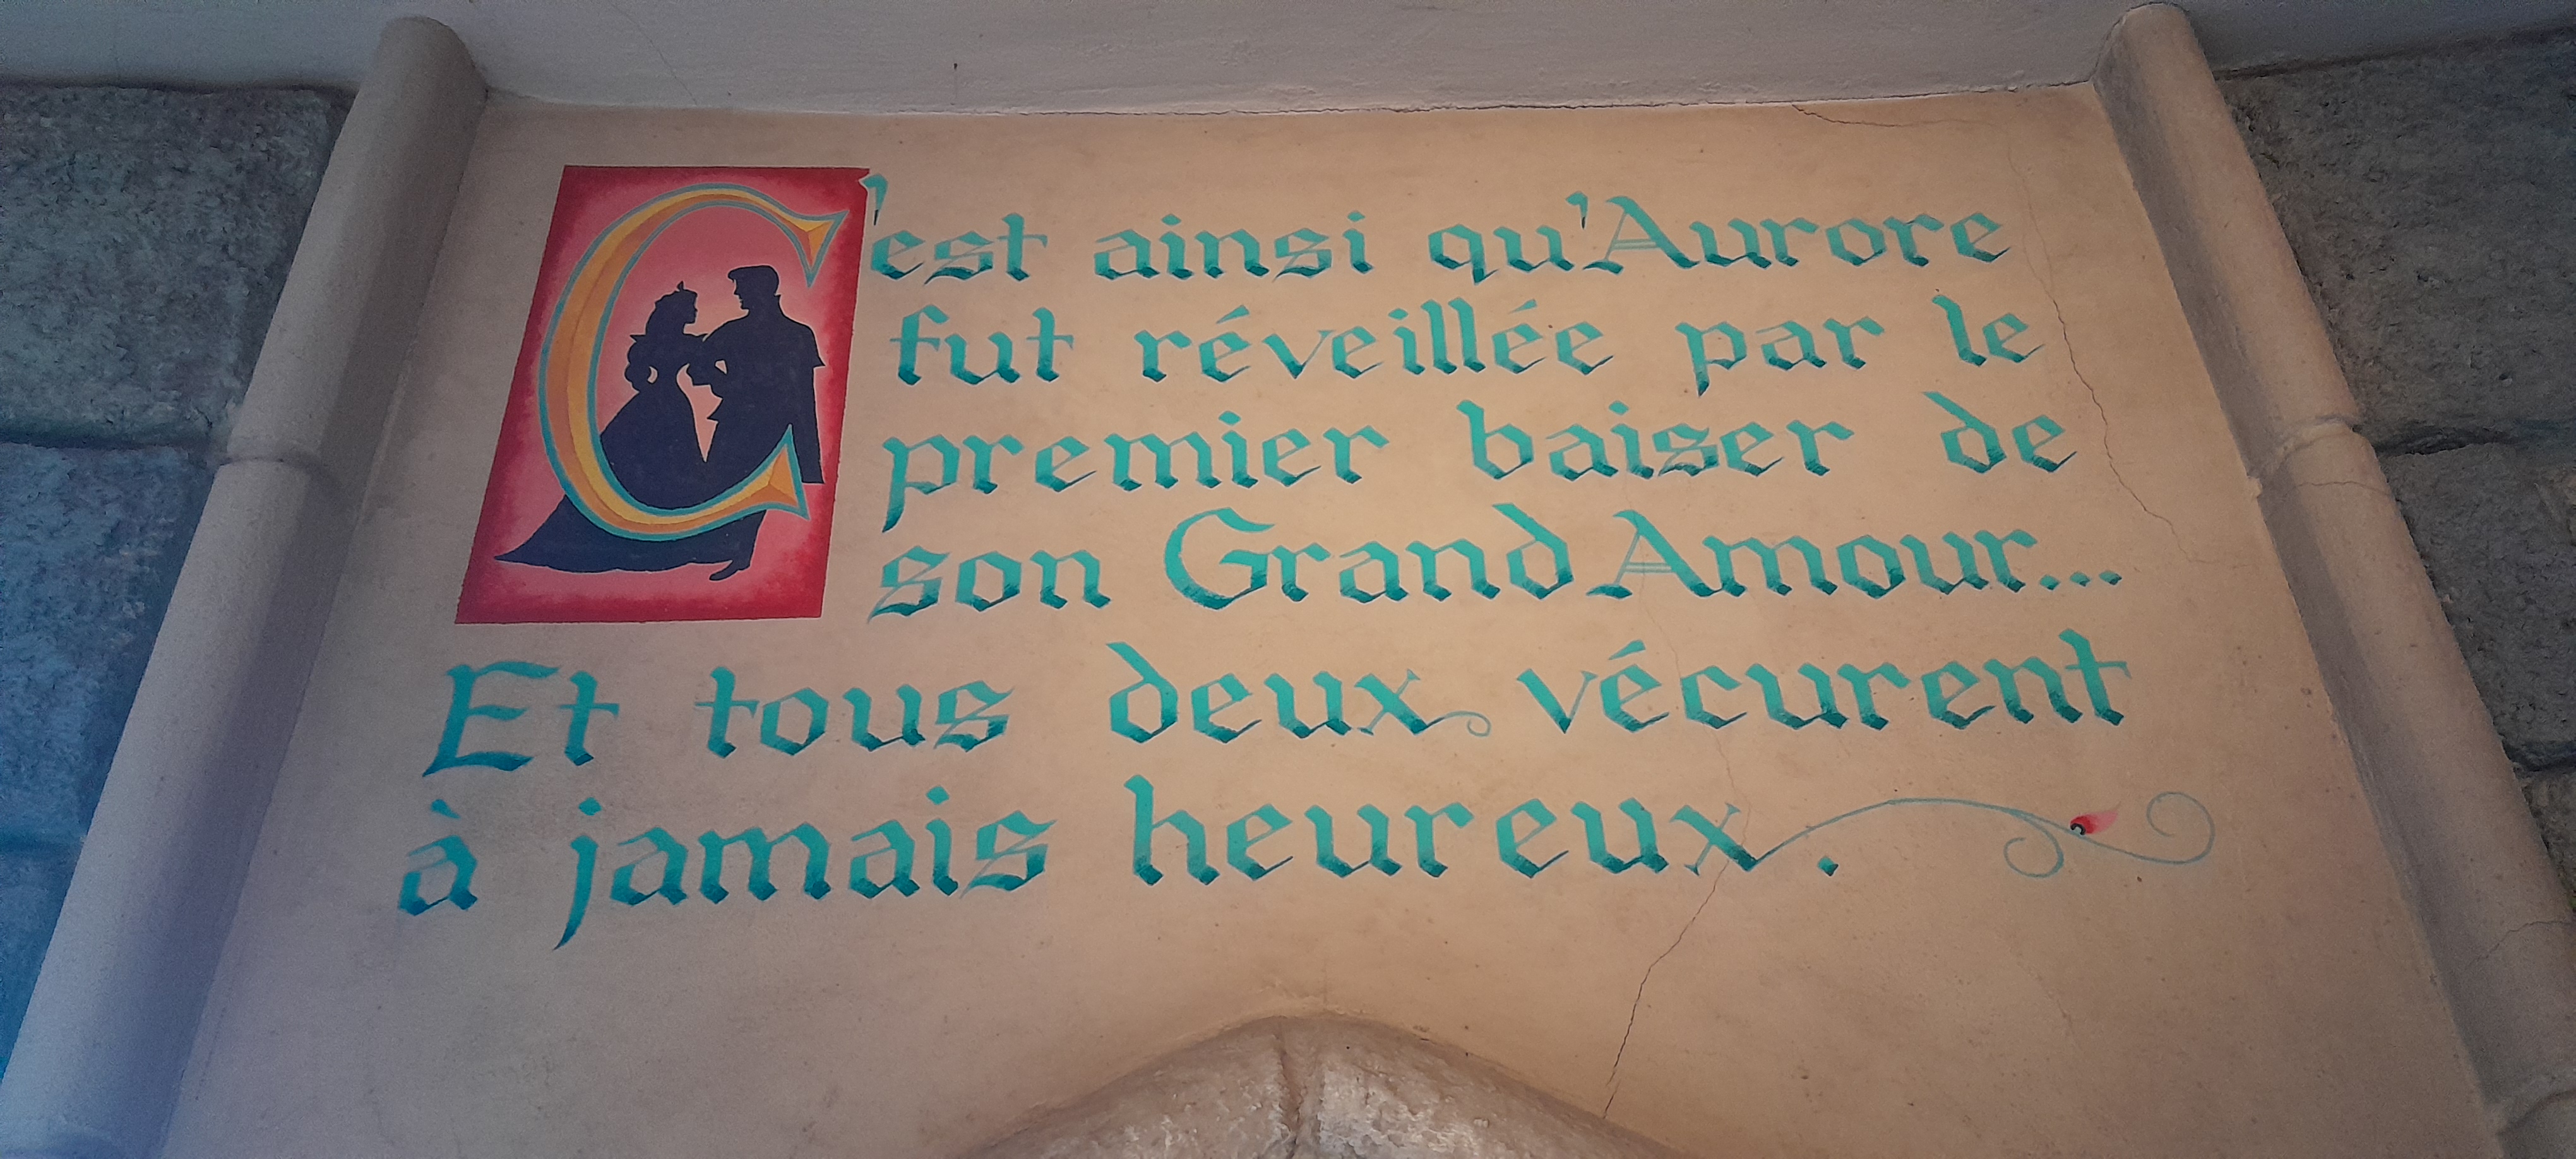 C'est ainsi qu'Aurore
fut réveillée par le
premier baiser de
son Grand Amour...
Et tous deux vécurent
à jamais heureux.